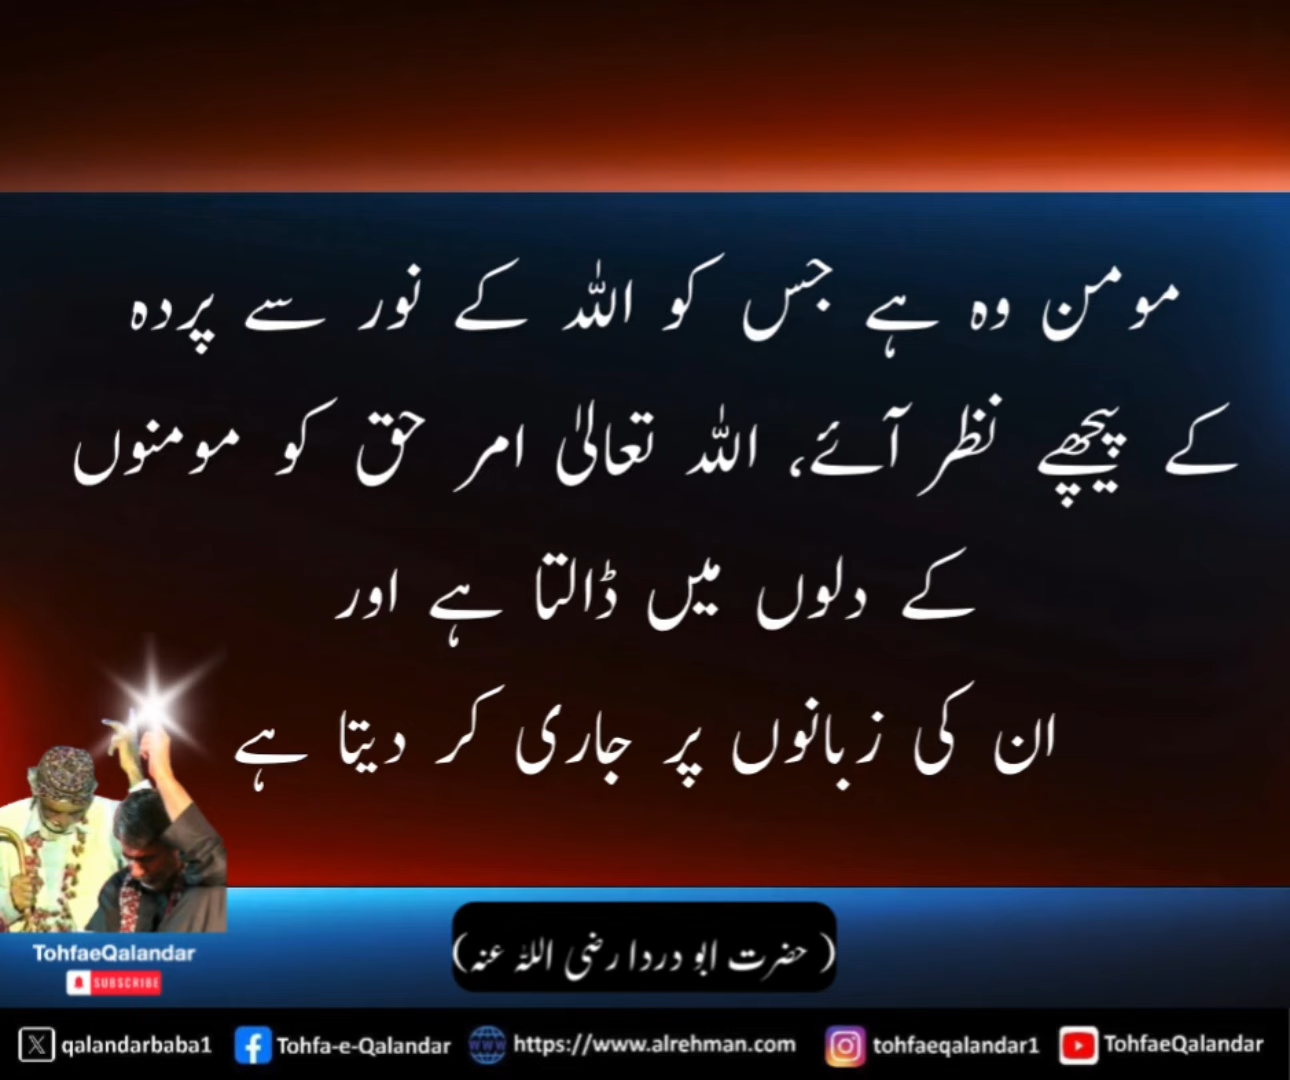 مومن وہ ہے جس کو اللہ کے نور سے پردہ
کے پیچھے نظر آئے، اللہ تعالیٰ امر حق کو مومنوں
کے دلوں میں ڈالتا ہے اور
ان کی زبانوں پر جاری کر دیتا ہے
TohfaeQalandar
SUBSCRIBE
( حضرت ابو دردا رضی اللہ عنہ)
qalandarbaba1
Tohfa-e-Qalandar
WWW
https://www.alrehman.com
tohfaeqalandar1
TohfaeQalandar